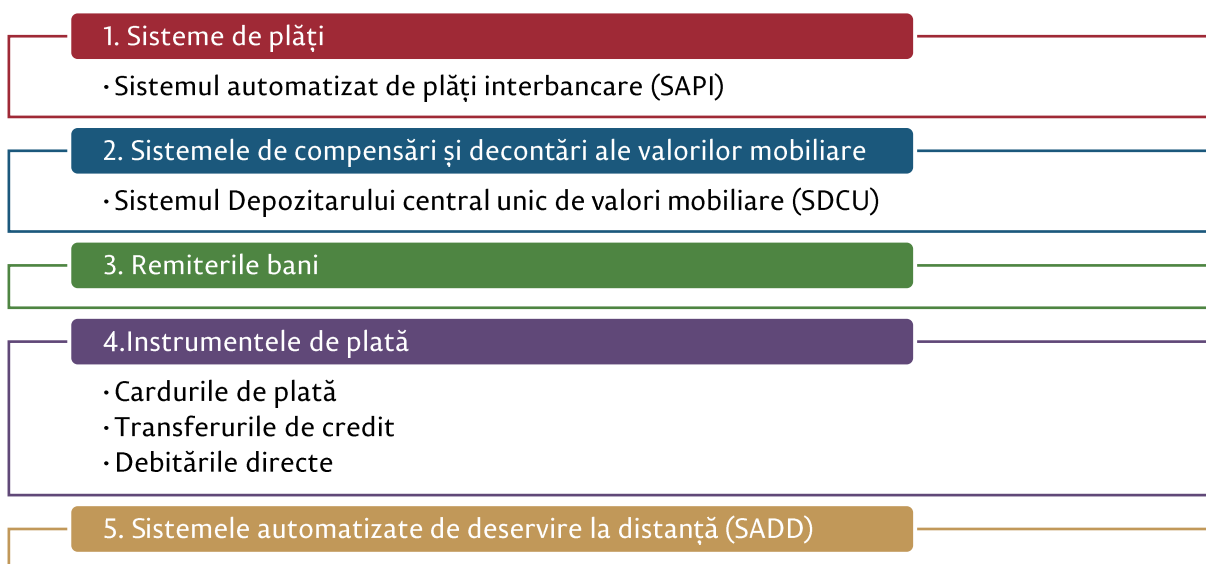 1. Sisteme de plăți
· Sistemul automatizat de plăți interbancare (SAPI)
2. Sistemele de compensări și decontări ale valorilor mobiliare
· Sistemul Depozitarului central unic de valori mobiliare (SDCU)
3. Remiterile bani
4.Instrumentele de plată
· Cardurile de plată
· Transferurile de credit
· Debitările directe
5. Sistemele automatizate de deservire la distanță (SADD)